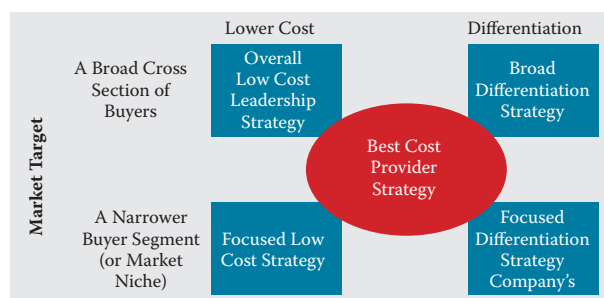 Lower Cost
Differentiation
Market Target
A Broad Cross
Section of
Buyers
Overall
Low Cost
Leadership
Strategy
Broad
Differentiation
Strategy
Best Cost
Provider
Strategy
A Narrower
Buyer Segment
(or Market
Niche)
Focused Low
Cost Strategy
Focused
Differentiation
Strategy
Company's